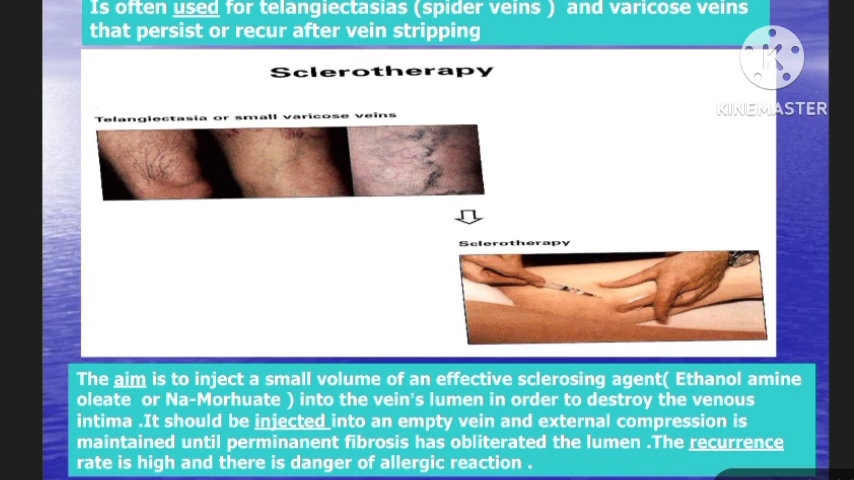 Is often used for telangiectasias (spider veins ) and varicose veins
that persist or recur after vein stripping
Sclerotherapy
KINEMASTER
Telangiectasia or small varicose veins
Sclerotherapy
The aim is to inject a small volume of an effective sclerosing agent( Ethanol amine
oleate or Na-Morhuate ) into the vein's lumen in order to destroy the venous
intima .It should be injected into an empty vein and external compression is
maintained until perminanent fibrosis has obliterated the lumen .The recurrence
rate is high and there is danger of allergic reaction .